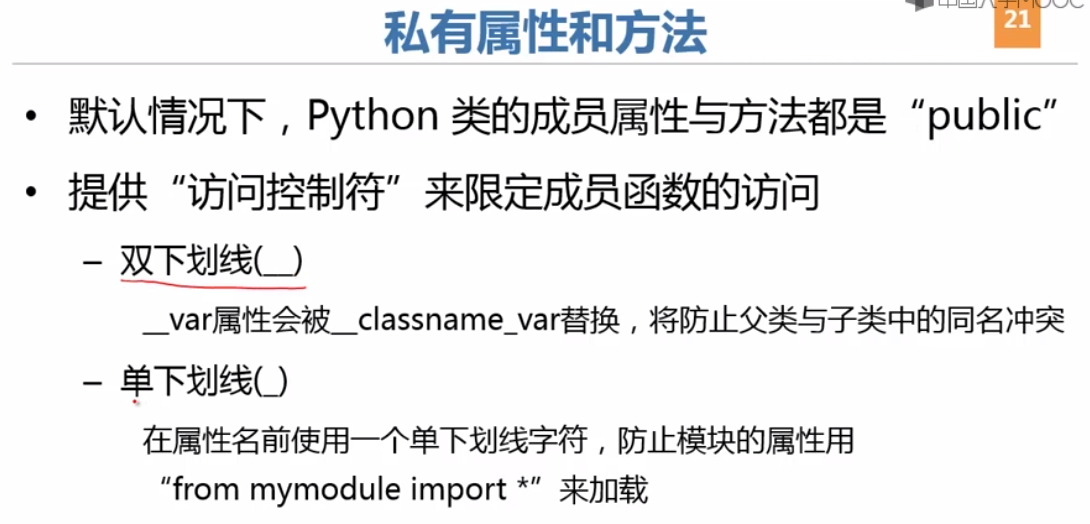 中国大学MOOC
21
私有属性和方法
• 默认情况下，Python 类的成员属性与方法都是“public”
• 提供“访问控制符”来限定成员函数的访问
– 双下划线(__)
__var属性会被__classname_var替换，将防止父类与子类中的同名冲突
– 单下划线(_)
在属性名前使用一个单下划线字符，防止模块的属性用
“from mymodule import *”来加载